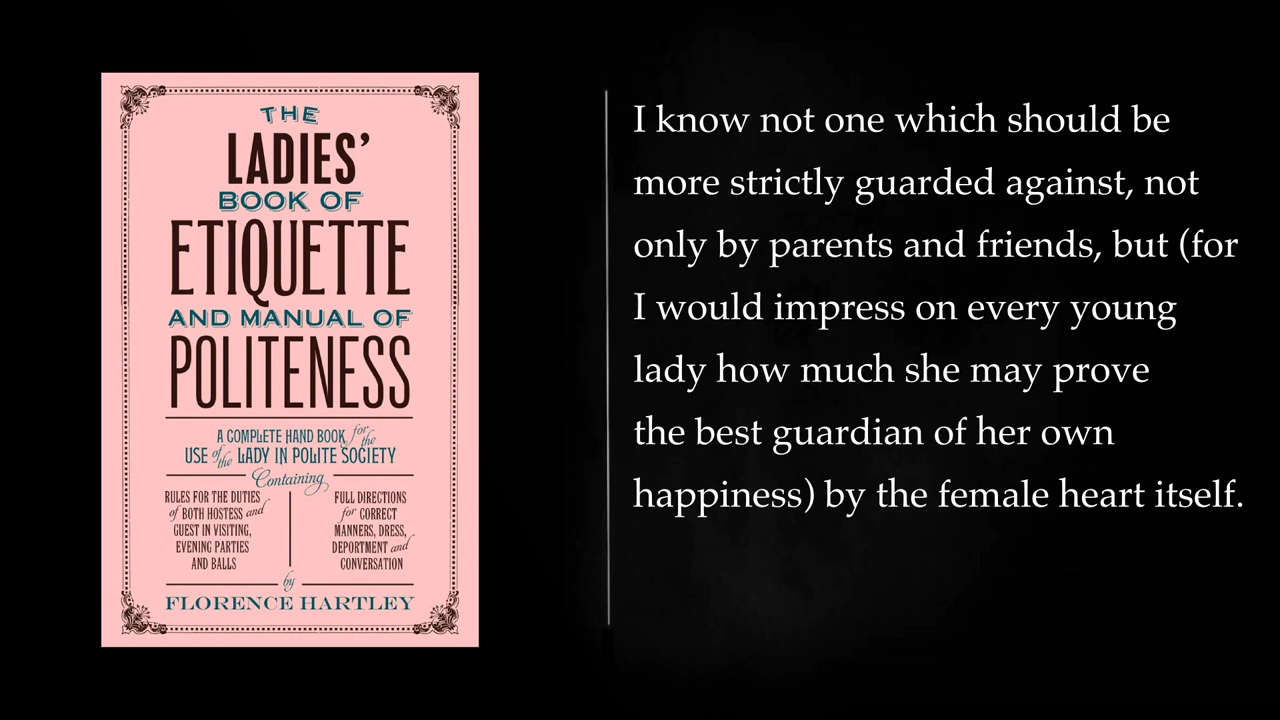 THE
LADIES'
BOOK OF
ETIQUETTE
AND MANUAL OF
POLITENESS
A COMPLETE HAND BOOK for the
USE of the LADY IN POLITE SOCIETY
Containing
RULES FOR THE DUTIES
of BOTH HOSTESS and
GUEST IN VISITING,
EVENING PARTIES
AND BALLS
FULL DIRECTIONS
for CORRECT
MANNERS, DRESS,
DEPORTMENT and
CONVERSATION
by
FLORENCE HARTLEY
I know not one which should be
more strictly guarded against, not
only by parents and friends, but (for
I would impress on every young
lady how much she may prove
the best guardian of her own
happiness) by the female heart itself.